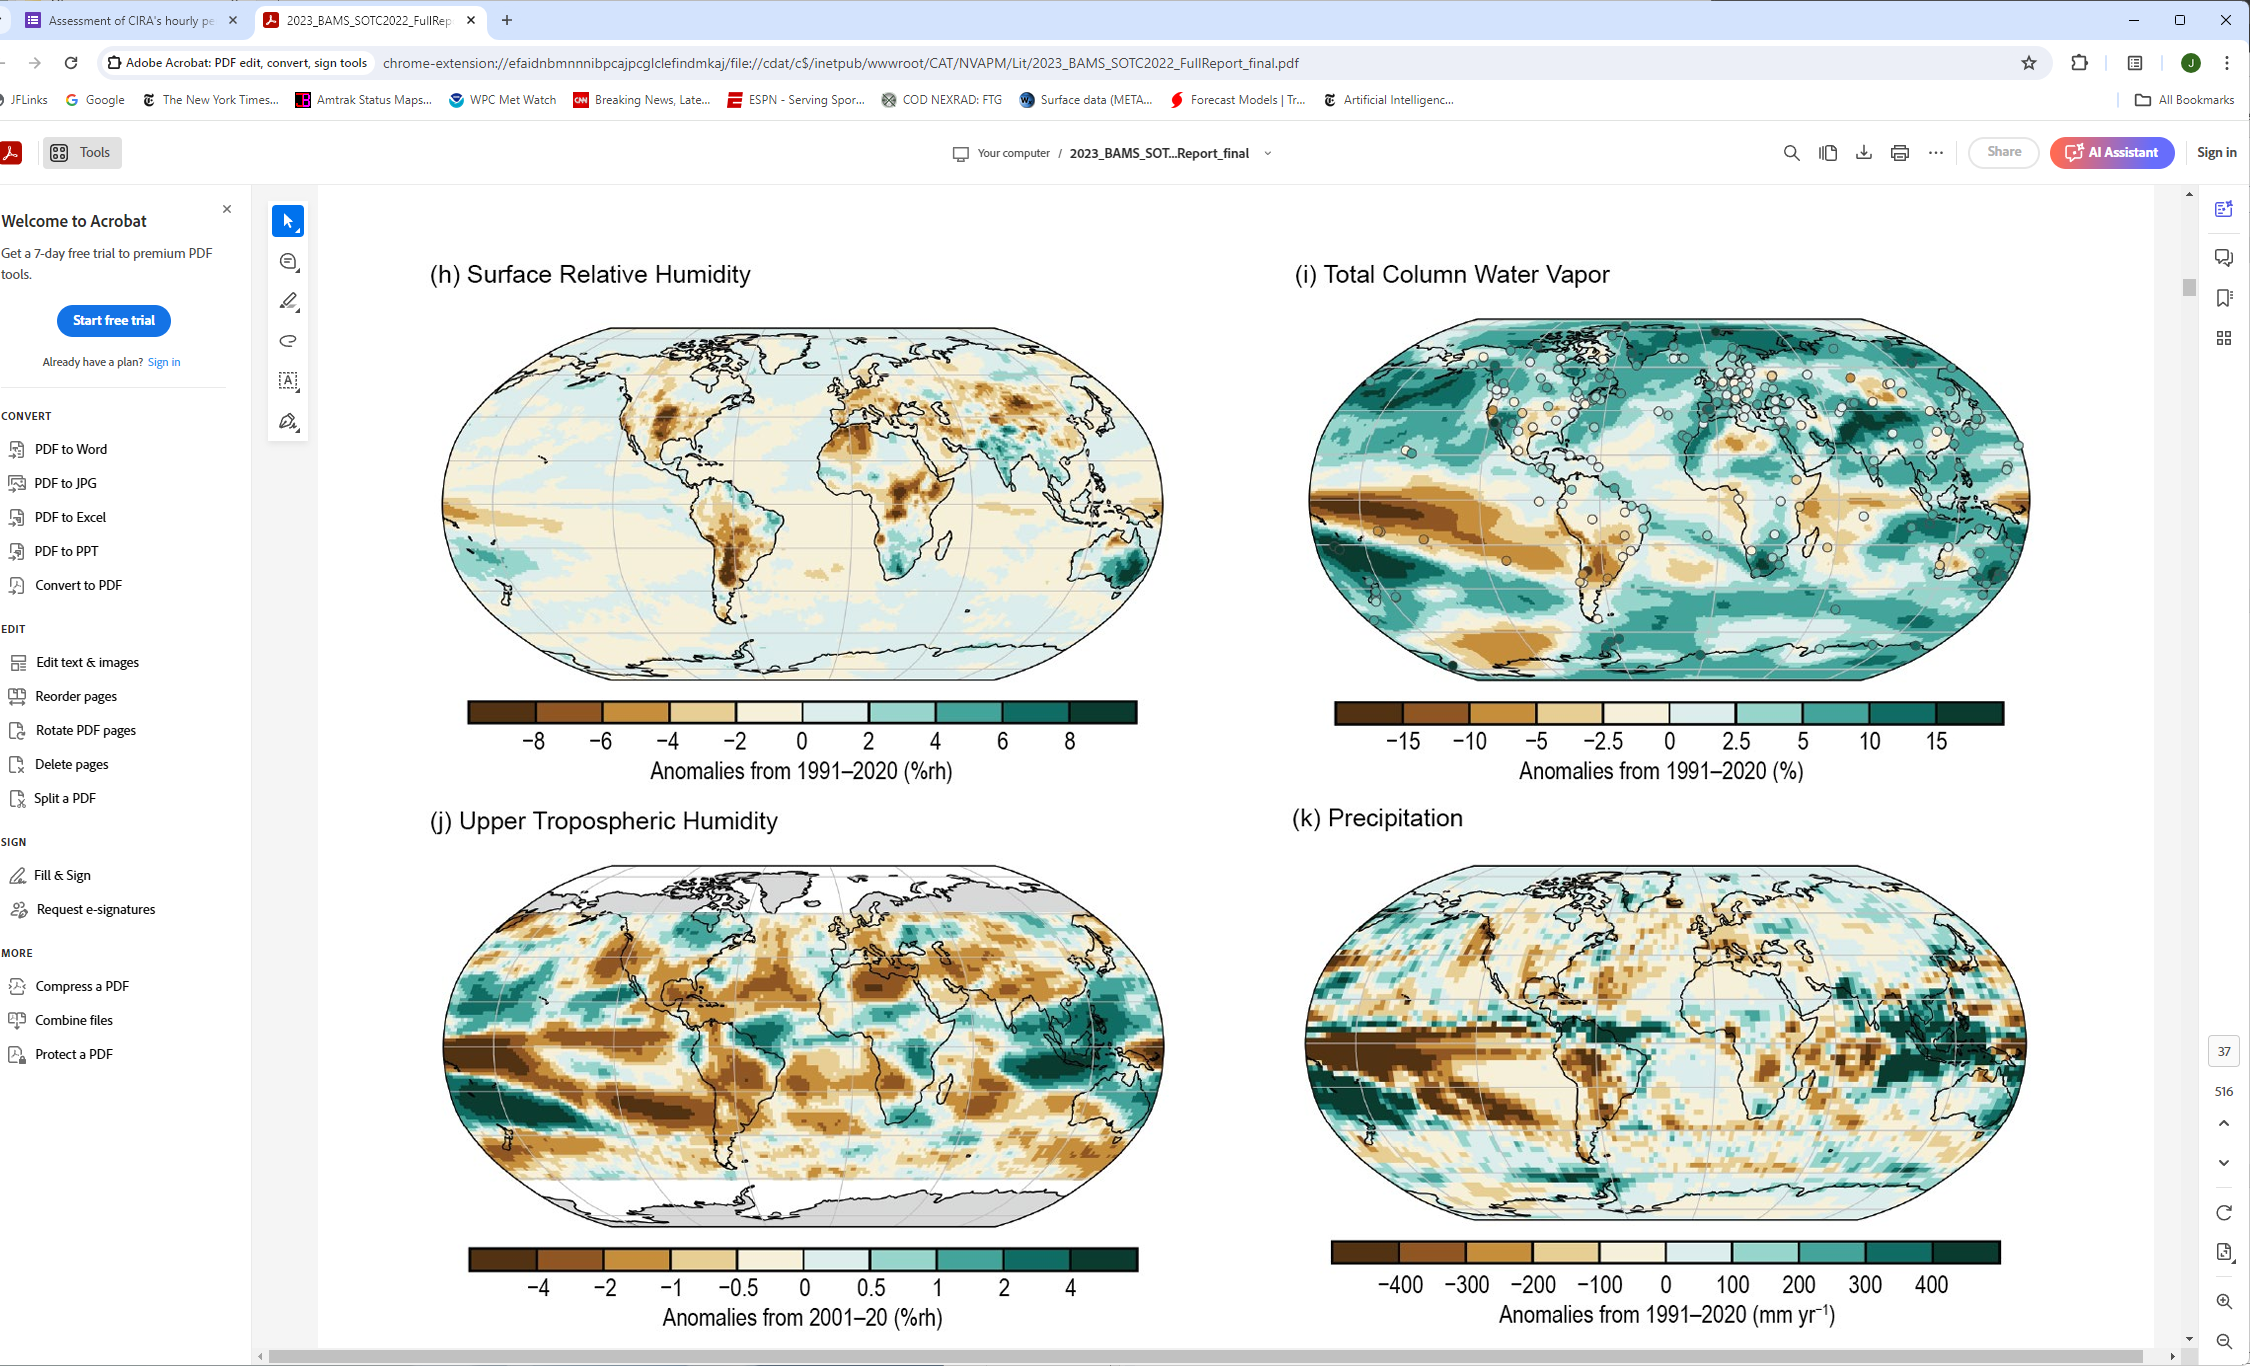 Assessment of CIRA's hourly pe
2023_BAMS_SOTC2022_FullRep
Adobe Acrobat: PDF edit, convert, sign tools
chrome-extension://efaidnbmnnnibpcajpcglclefindmkaj/file://cdat/c$/inetpub/wwwroot/CAT/NVAPM/Lit/2023_BAMS_SOTC2022_FullReport_final.pdf
J
JFLinks
Google
The New York Times...
Amtrak Status Maps...
WPC Met Watch
CNN
Breaking News, Late...
ESPN - Serving Spor...
COD NEXRAD: FTG
Surface data (META...
Forecast Models | Tr...
Artificial Intelligenc...
All Bookmarks
Tools
Your computer / 2023_BAMS_SOT...Report_final
Share
AI Assistant
Sign in
Welcome to Acrobat
Get a 7-day free trial to premium PDF
tools.
Start free trial
Already have a plan? Sign in
CONVERT
PDF to Word
PDF to JPG
PDF to Excel
PDF to PPT
Convert to PDF
EDIT
Edit text & images
Reorder pages
Rotate PDF pages
Delete pages
Split a PDF
SIGN
Fill & Sign
Request e-signatures
MORE
Compress a PDF
Combine files
Protect a PDF
(h) Surface Relative Humidity
−8 −6 −4 −2 0 2 4 6 8
Anomalies from 1991–2020 (%rh)
(i) Total Column Water Vapor
−15 −10 −5 −2.5 0 2.5 5 10 15
Anomalies from 1991–2020 (%)
(j) Upper Tropospheric Humidity
−4 −2 −1 −0.5 0 0.5 1 2 4
Anomalies from 2001–20 (%rh)
(k) Precipitation
−400 −300 −200 −100 0 100 200 300 400
Anomalies from 1991–2020 (mm yr⁻¹)
37
516